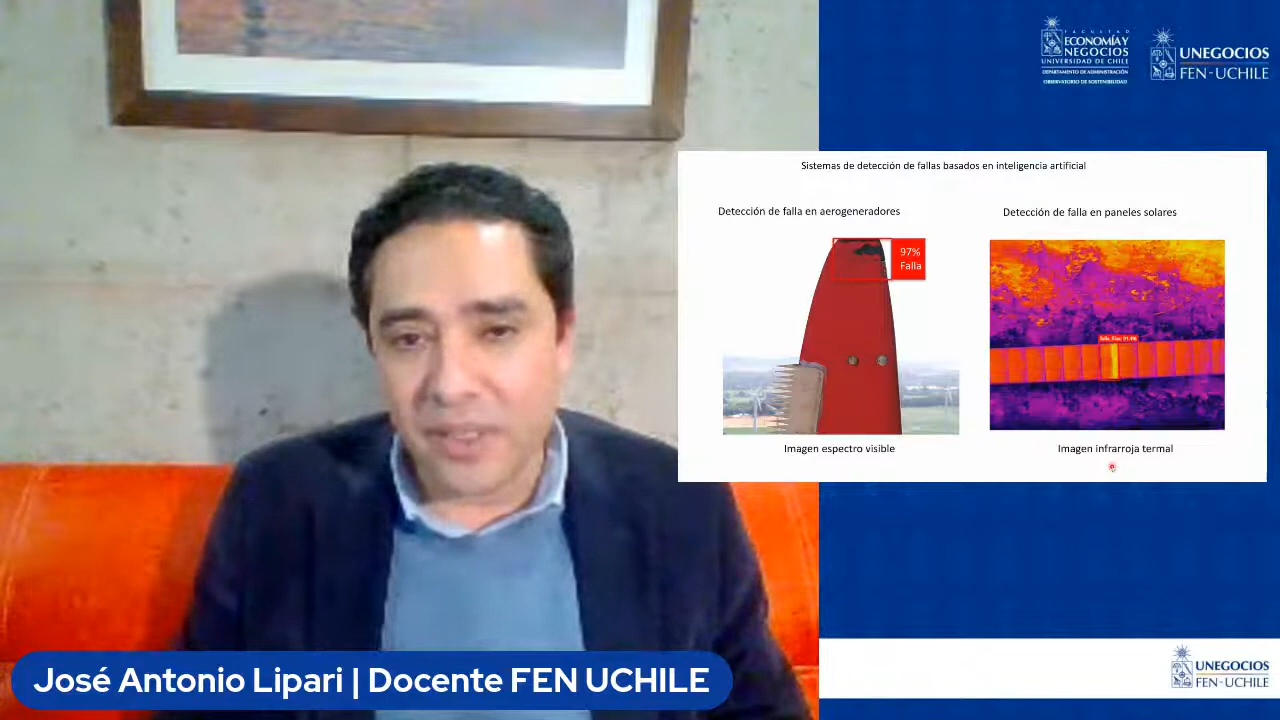 FACULTAD
ECONOMÍA Y
NEGOCIOS
UNIVERSIDAD DE CHILE
DEPARTAMENTO DE ADMINISTRACIÓN
OBSERVATORIO DE SOSTENIBILIDAD
UNEGOCIOS
FEN-UCHILE
Sistemas de detección de fallas basados en inteligencia artificial
Detección de falla en aerogeneradores
Detección de falla en paneles solares
97%
Falla
Imagen espectro visible
Imagen infrarroja termal
José Antonio Lipari | Docente FEN UCHILE
UNEGOCIOS
FEN-UCHILE